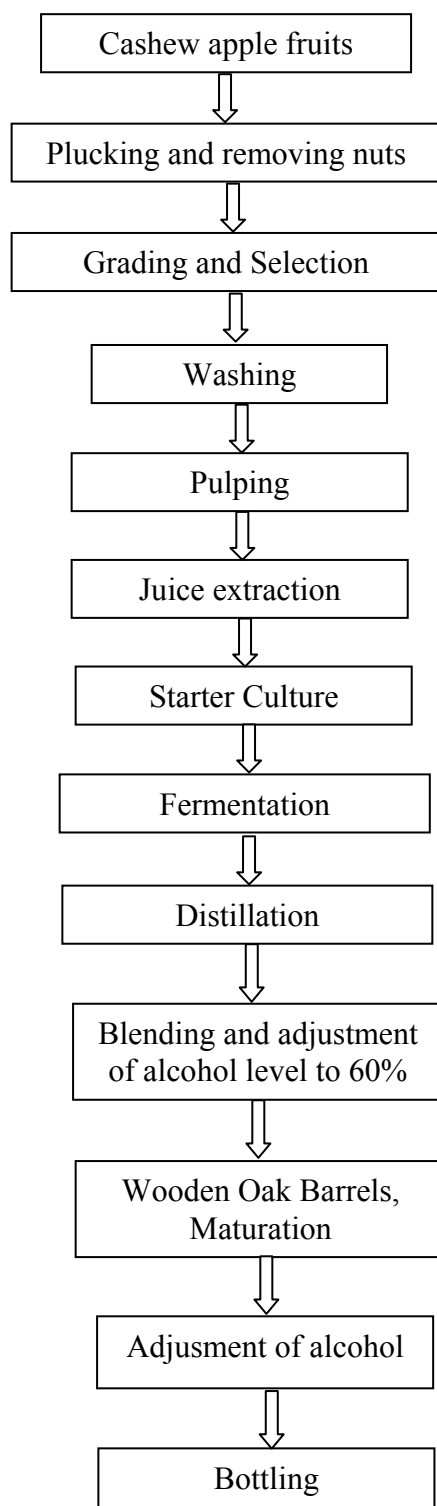 Cashew apple fruits
Plucking and removing nuts
Grading and Selection
Washing
Pulping
Juice extraction
Starter Culture
Fermentation
Distillation
Blending and adjustment
of alcohol level to 60%
Wooden Oak Barrels,
Maturation
Adjusment of alcohol
Bottling